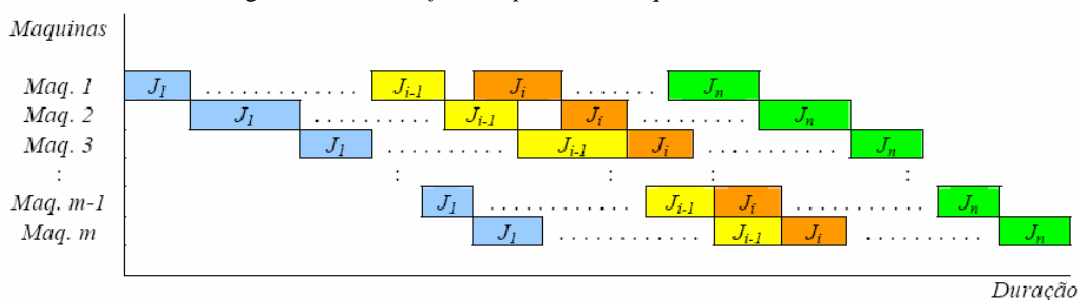 Maquinas
Maq. 1 J1 . . . . . . . . . . . . . Ji-1 Ji . . . . . . . Jn
Maq. 2 J1 . . . . . . . . . . Ji-1 Ji . . . . . . . . . Jn
Maq. 3 J1 . . . . . . . . . . Ji-1 Ji . . . . . . . . . . . Jn
: : : : :
Maq. m-1 J1 . . . . . . . . . . . . Ji-1 Ji . . . . . . . . . . . Jn
Maq. m J1 . . . . . . . . . . . . Ji-1 Ji . . . . . . . . . . Jn
Duração